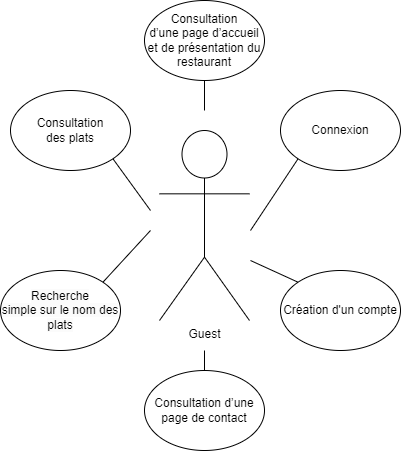 Consultation
d'une page d'accueil
et de présentation du
restaurant
Consultation
des plats
Connexion
Recherche
simple sur le nom des
plats
Création d'un compte
Guest
Consultation d'une
page de contact